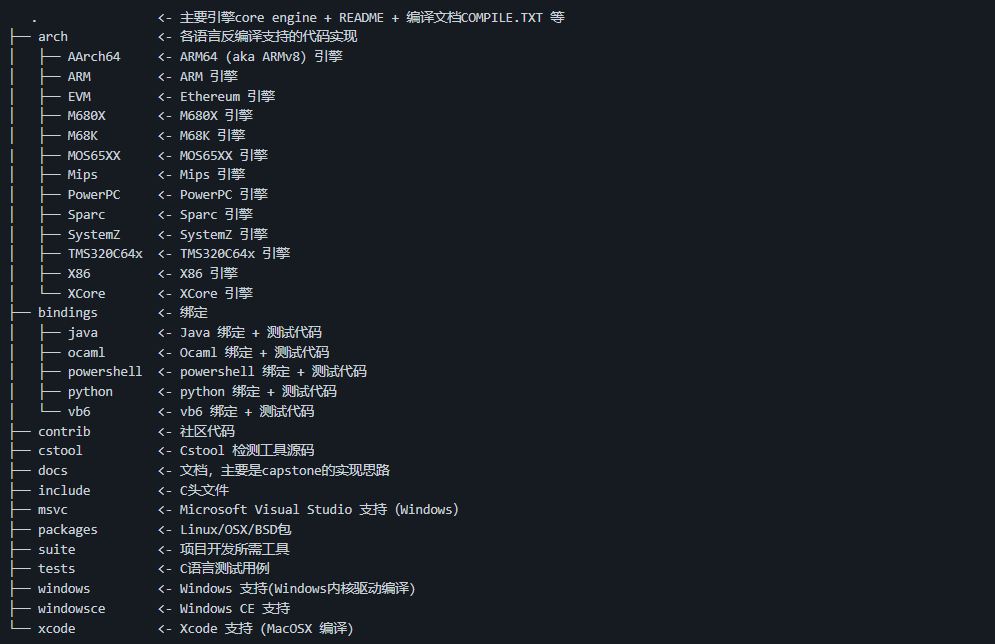 .                <- 主要引擎core engine + README + 编译文档COMPILE.TXT 等
├── arch            <- 各语言反编译支持的代码实现
│   ├── AArch64     <- ARM64 (aka ARMv8) 引擎
│   ├── ARM         <- ARM 引擎
│   ├── EVM         <- Ethereum 引擎
│   ├── M680X       <- M680X 引擎
│   ├── M68K        <- M68K 引擎
│   ├── MOS65XX     <- MOS65XX 引擎
│   ├── Mips        <- Mips 引擎
│   ├── PowerPC     <- PowerPC 引擎
│   ├── Sparc       <- Sparc 引擎
│   ├── SystemZ     <- SystemZ 引擎
│   ├── TMS320C64x  <- TMS320C64x 引擎
│   ├── X86         <- X86 引擎
│   └── XCore       <- XCore 引擎
├── bindings        <- 绑定
│   ├── java        <- Java 绑定 + 测试代码
│   ├── ocaml       <- Ocaml 绑定 + 测试代码
│   ├── powershell  <- powershell 绑定 + 测试代码
│   ├── python      <- python 绑定 + 测试代码
│   └── vb6         <- vb6 绑定 + 测试代码
├── contrib         <- 社区代码
├── cstool          <- Cstool 检测工具源码
├── docs            <- 文档，主要是capstone的实现思路
├── include         <- C头文件
├── msvc            <- Microsoft Visual Studio 支持（Windows）
├── packages        <- Linux/OSX/BSD包
├── suite           <- 项目开发所需工具
├── tests           <- C语言测试用例
├── windows         <- Windows 支持(Windows内核驱动编译)
├── windowsce       <- Windows CE 支持
└── xcode           <- Xcode 支持 (MacOSX 编译)